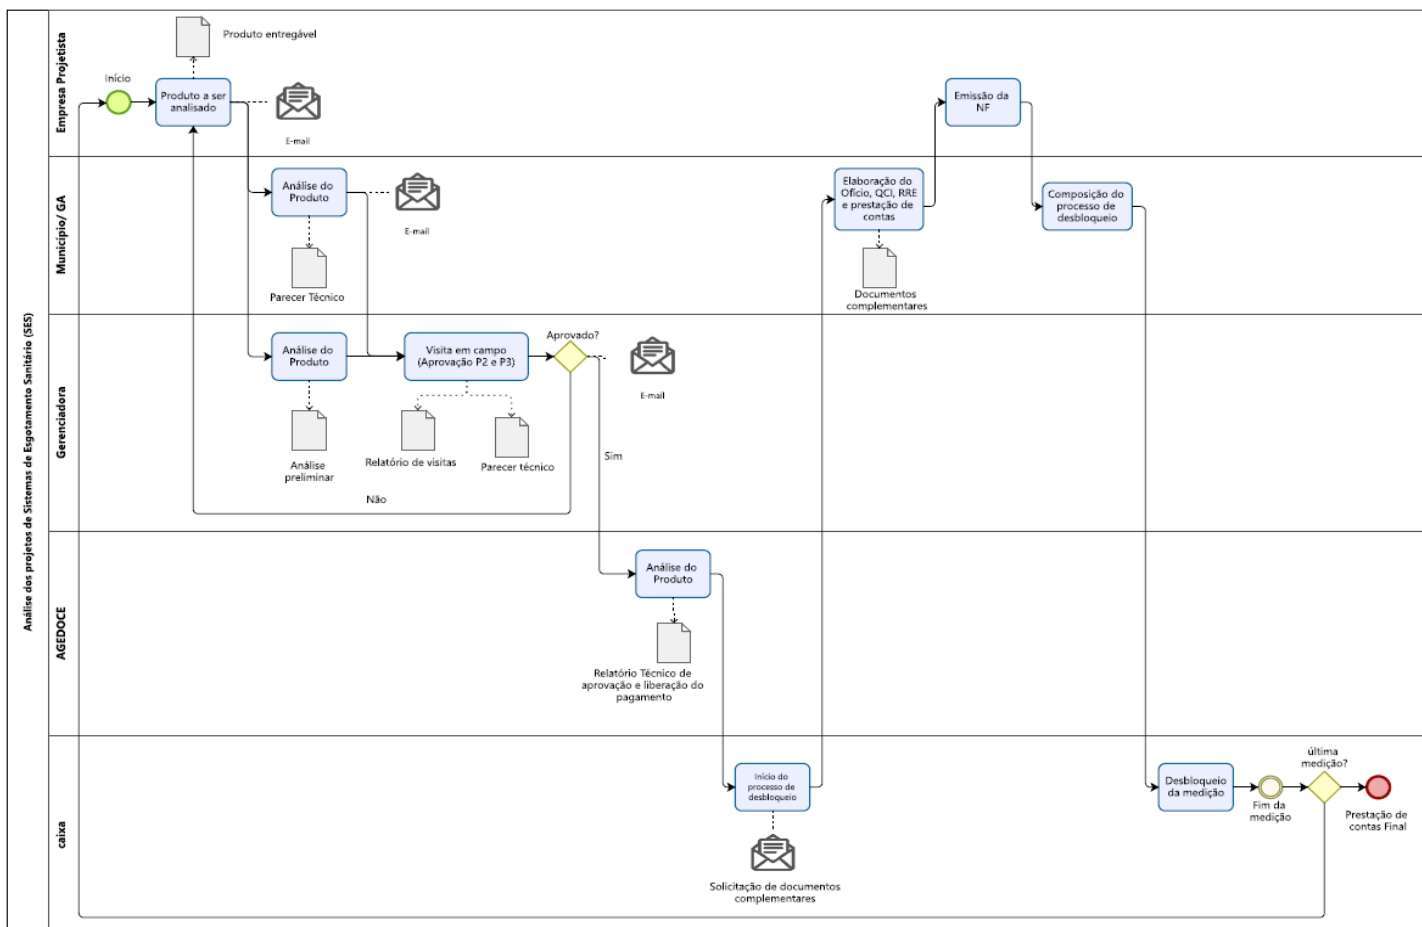 Análise dos projetos de Sistemas de Esgotamento Sanitário (SES)
Empresa Projetista
Produto entregável
Início
Produto a ser
analisado
E-mail
Emissão da
NF
Município/ GA
Análise do
Produto
E-mail
Parecer Técnico
Elaboração do
Ofício, QCI, RRE
e prestação de
contas
Documentos
complementares
Composição do
processo de
desbloqueio
Gerenciadora
Análise do
Produto
Análise
preliminar
Visita em campo
(Aprovação P2 e P3)
Relatório de visitas
Parecer técnico
Aprovado?
E-mail
Sim
Não
AGEDOCE
Análise do
Produto
Relatório Técnico de
aprovação e liberação do
pagamento
caixa
Início do
processo de
desbloqueio
Solicitação de documentos
complementares
Desbloqueio
da medição
Fim da
medição
última
medição?
Prestação de
contas Final